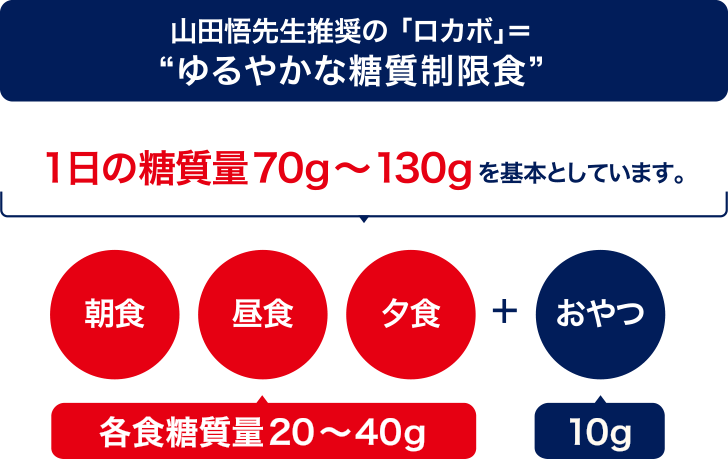 山田悟先生推奨の「ロカボ」＝
“ゆるやかな糖質制限食”
1日の糖質量70g〜130gを基本としています。
朝食 昼食 夕食 + おやつ
各食糖質量20〜40g 10g